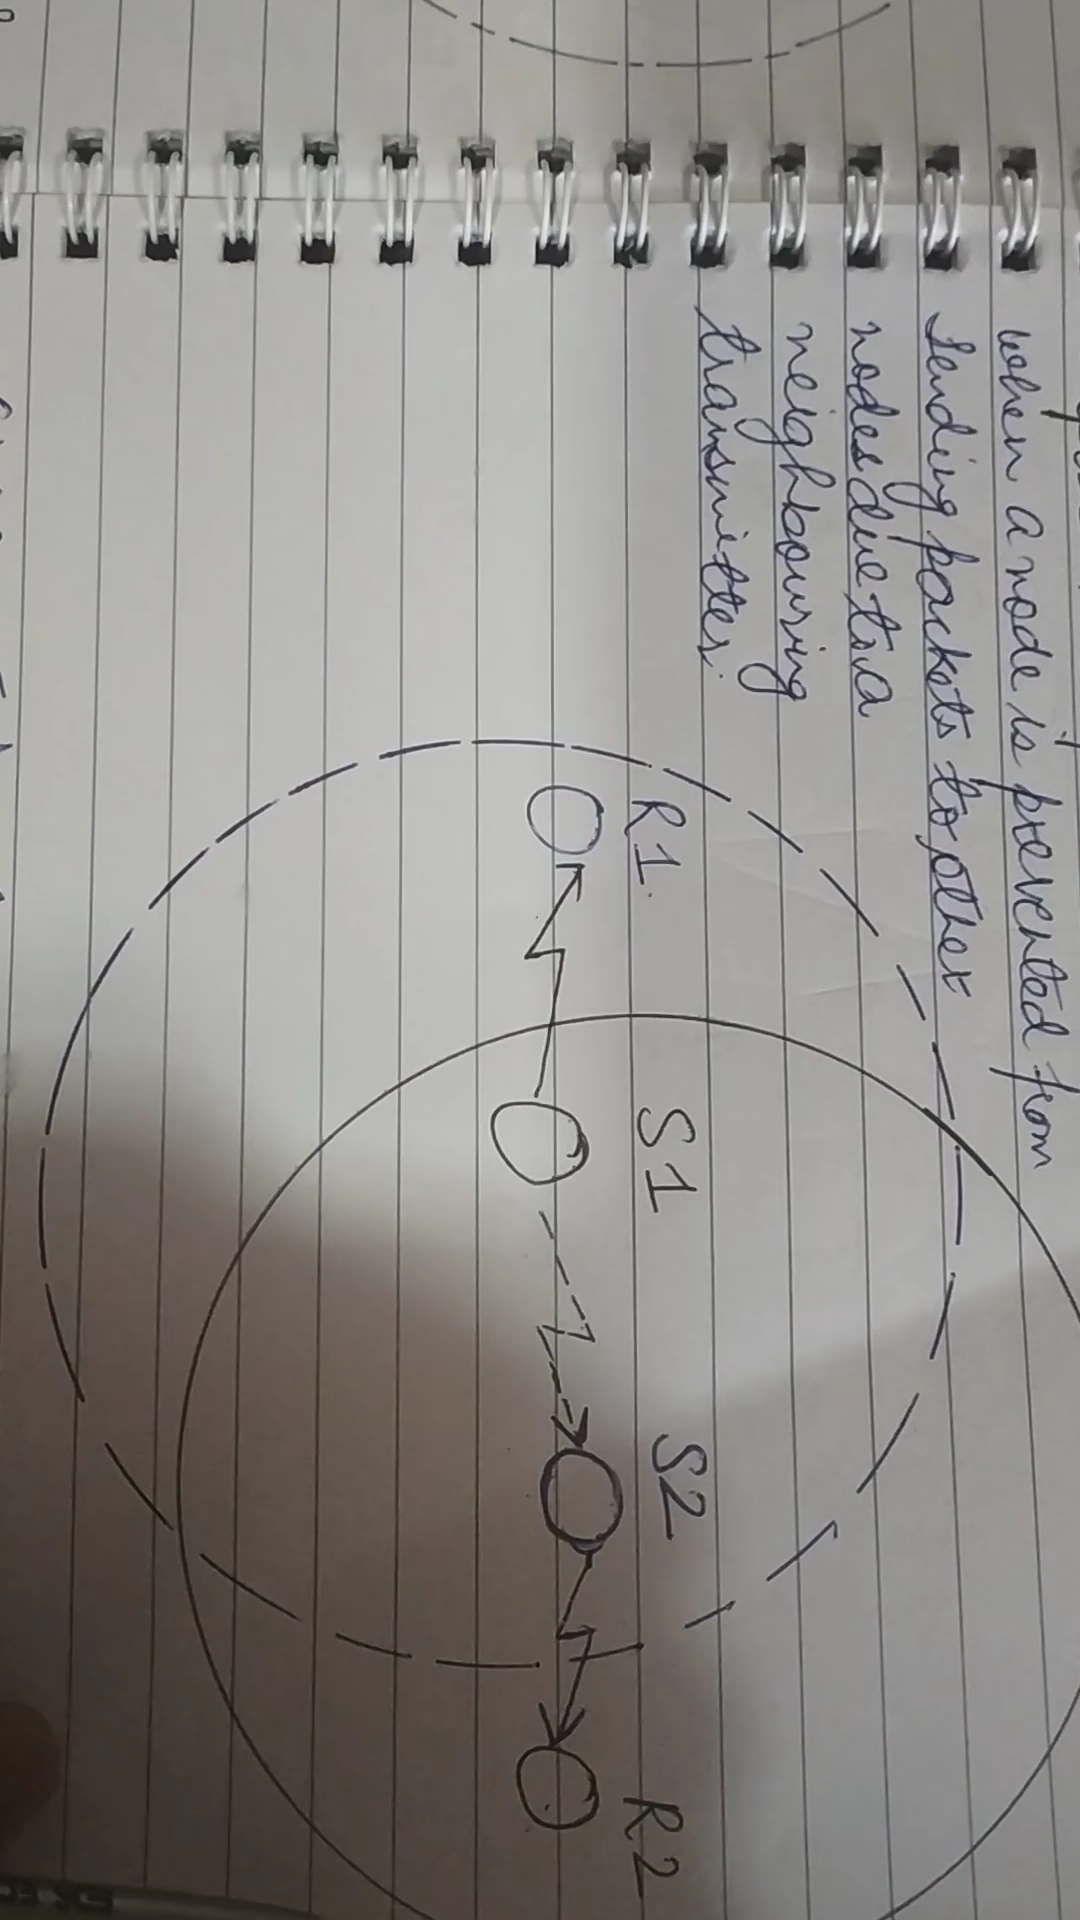 when a node is prevented from
sending packets to other
nodes due to a
neighbouring
transmitter.
R1
S1
S2
R2